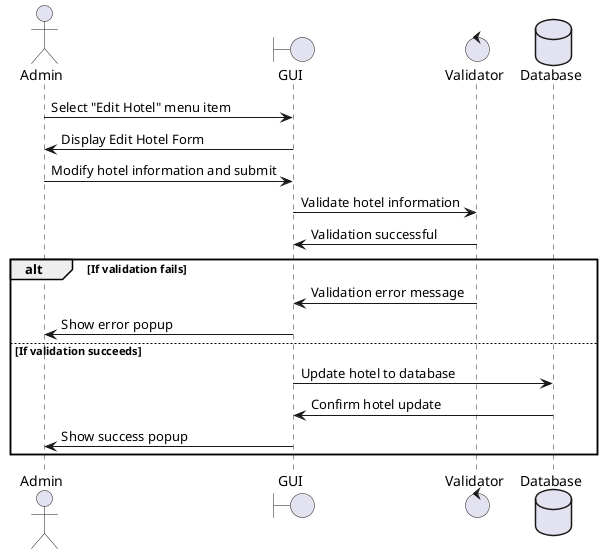 Admin
GUI
Validator
Database
Select "Edit Hotel" menu item
Display Edit Hotel Form
Modify hotel information and submit
Validate hotel information
Validation successful
alt
[If validation fails]
Validation error message
Show error popup
[If validation succeeds]
Update hotel to database
Confirm hotel update
Show success popup
Admin
GUI
Validator
Database